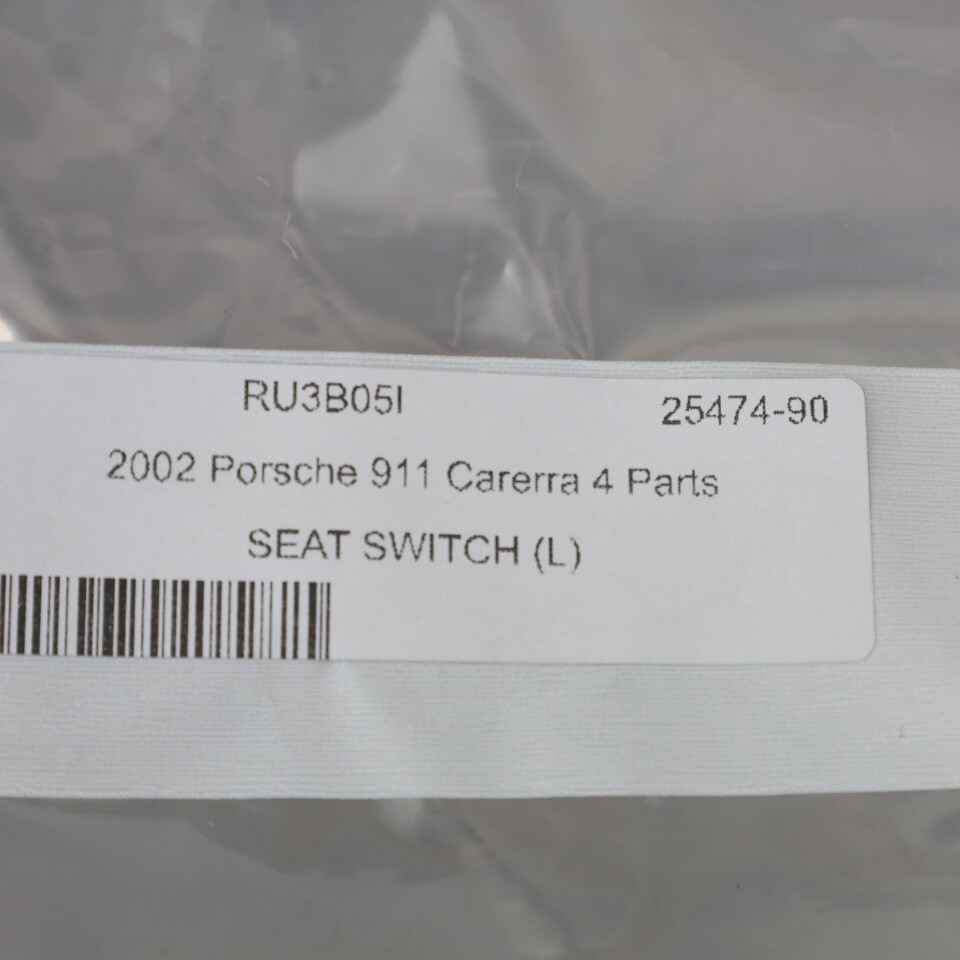 RU3B05I 25474-90
2002 Porsche 911 Carerra 4 Parts
SEAT SWITCH (L)